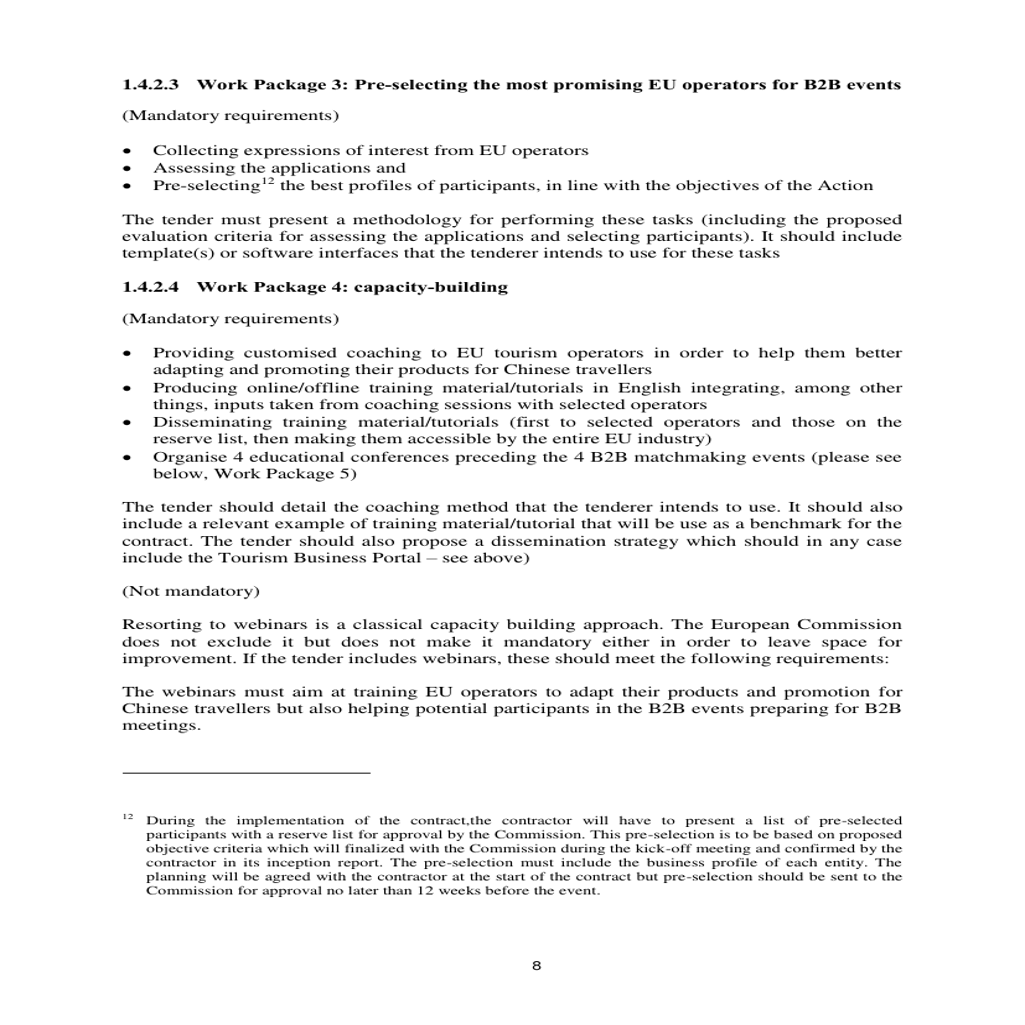 1.4.2.3 Work Package 3: Pre-selecting the most promising EU operators for B2B events
(Mandatory requirements)
• Collecting expressions of interest from EU operators
• Assessing the applications and
• Pre-selecting12 the best profiles of participants, in line with the objectives of the Action
The tender must present a methodology for performing these tasks (including the proposed
evaluation criteria for assessing the applications and selecting participants). It should include
template(s) or software interfaces that the tenderer intends to use for these tasks
1.4.2.4 Work Package 4: capacity-building
(Mandatory requirements)
• Providing customised coaching to EU tourism operators in order to help them better
adapting and promoting their products for Chinese travellers
• Producing online/offline training material/tutorials in English integrating, among other
things, inputs taken from coaching sessions with selected operators
• Disseminating training material/tutorials (first to selected operators and those on the
reserve list, then making them accessible by the entire EU industry)
• Organise 4 educational conferences preceding the 4 B2B matchmaking events (please see
below, Work Package 5)
The tender should detail the coaching method that the tenderer intends to use. It should also
include a relevant example of training material/tutorial that will be use as a benchmark for the
contract. The tender should also propose a dissemination strategy which should in any case
include the Tourism Business Portal – see above)
(Not mandatory)
Resorting to webinars is a classical capacity building approach. The European Commission
does not exclude it but does not make it mandatory either in order to leave space for
improvement. If the tender includes webinars, these should meet the following requirements:
The webinars must aim at training EU operators to adapt their products and promotion for
Chinese travellers but also helping potential participants in the B2B events preparing for B2B
meetings.
12 During the implementation of the contract,the contractor will have to present a list of pre-selected
participants with a reserve list for approval by the Commission. This pre-selection is to be based on proposed
objective criteria which will finalized with the Commission during the kick-off meeting and confirmed by the
contractor in its inception report. The pre-selection must include the business profile of each entity. The
planning will be agreed with the contractor at the start of the contract but pre-selection should be sent to the
Commission for approval no later than 12 weeks before the event.
8